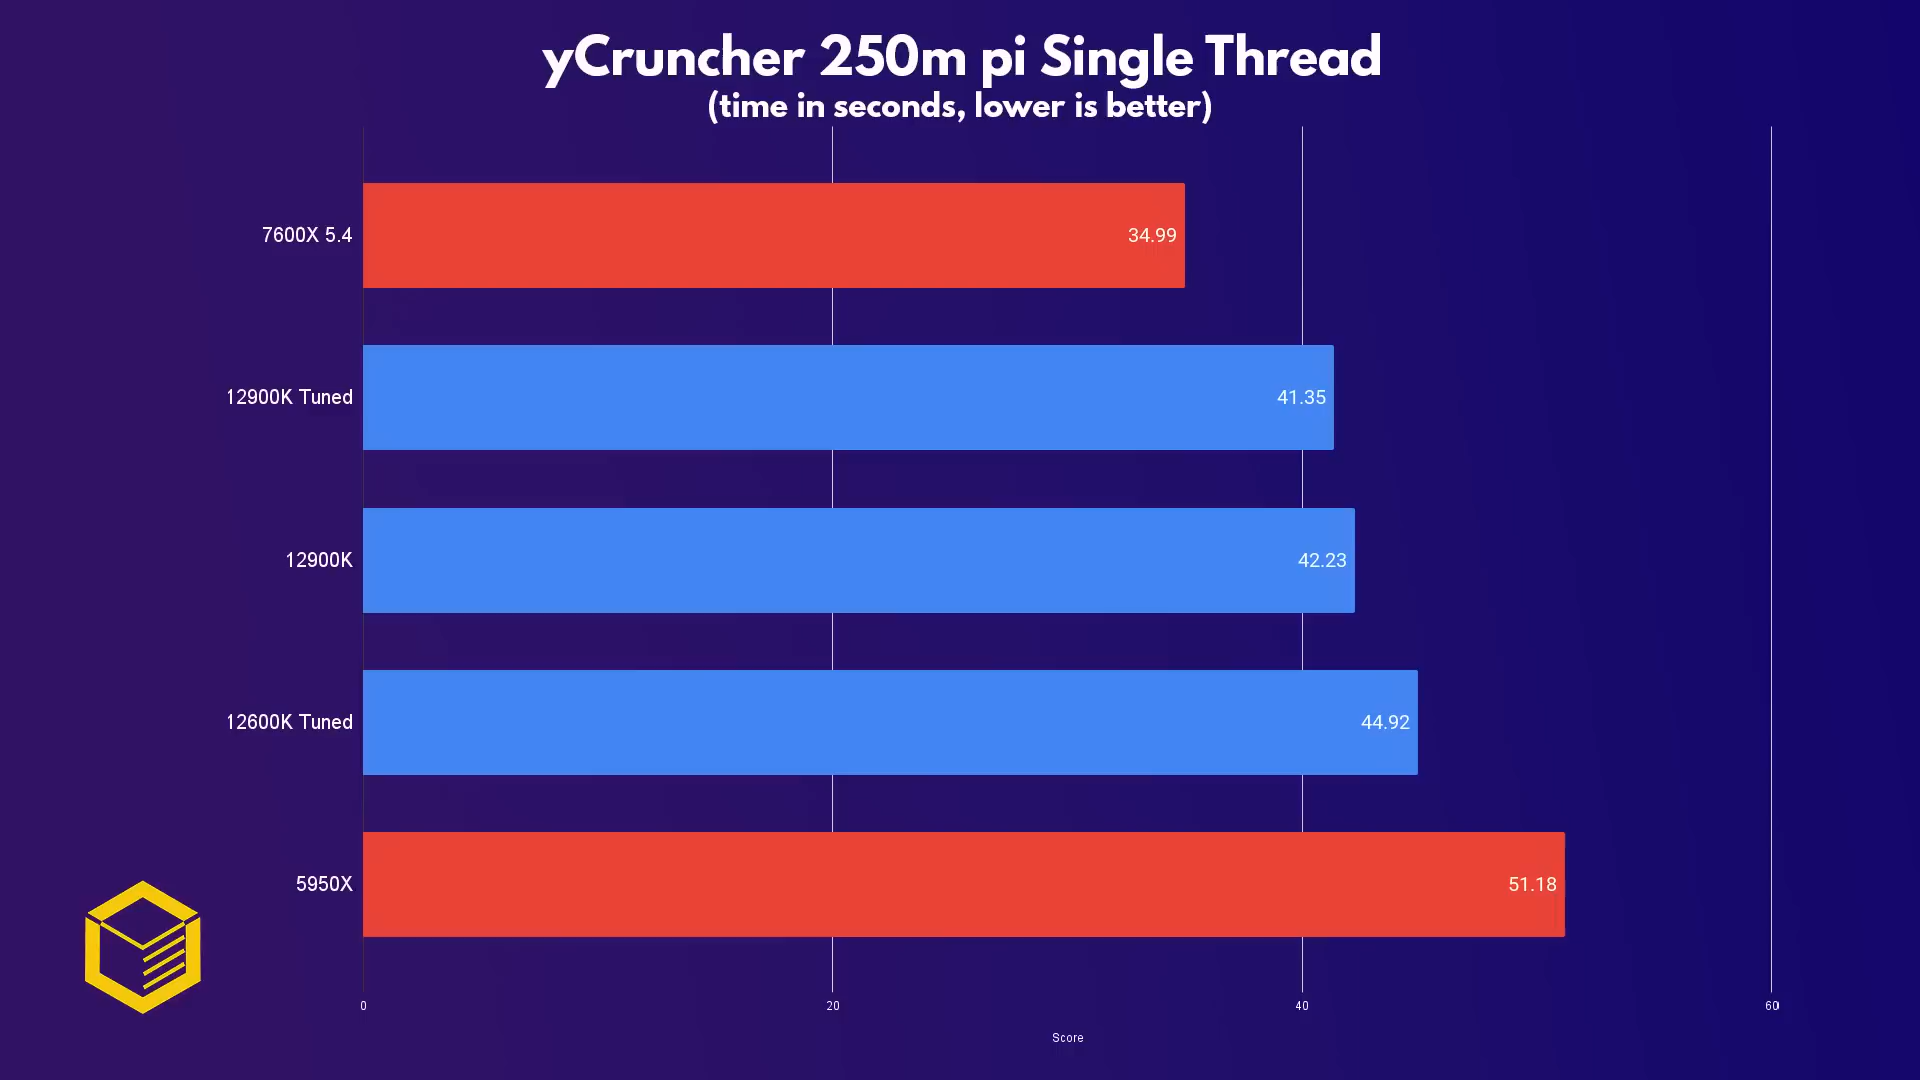 yCruncher 250m pi Single Thread
(time in seconds, lower is better)
7600X 5.4
34.99
12900K Tuned
41.35
12900K
42.23
12600K Tuned
44.92
5950X
51.18
0 20 40 60
Score